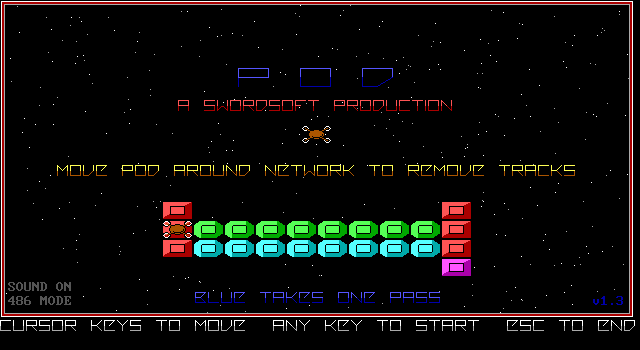 POD
A SWORDSOFT PRODUCTION
MOVE POD AROUND NETWORK TO REMOVE TRACKS
SOUND ON
486 MODE
BLUE TAKES ONE PASS
v1.3
CURSOR KEYS TO MOVE ANY KEY TO START ESC TO END